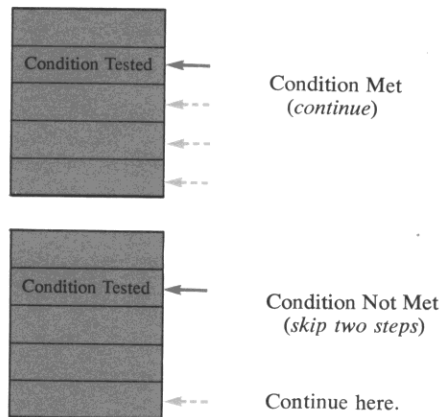 Condition Tested
Condition Met
(continue)
Condition Tested
Condition Not Met
(skip two steps)
Continue here.